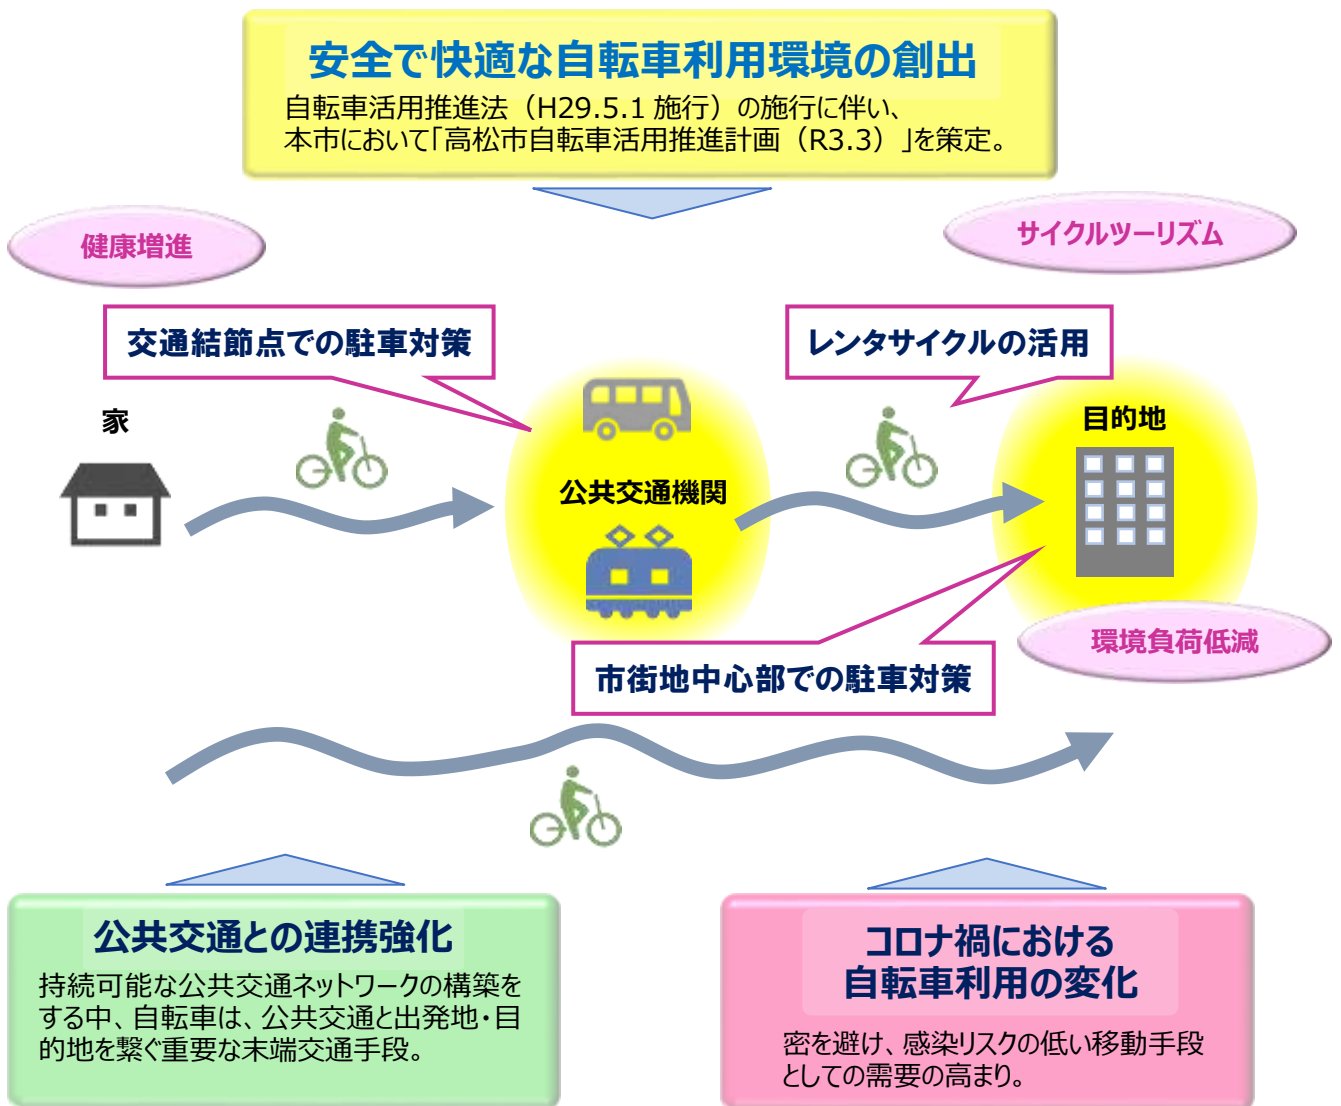 安全で快適な自転車利用環境の創出
自転車活用推進法（H29.5.1 施行）の施行に伴い、
本市において「高松市自転車活用推進計画（R3.3）」を策定。
健康増進
サイクルツーリズム
交通結節点での駐車対策
レンタサイクルの活用
家
目的地
公共交通機関
環境負荷低減
市街地中心部での駐車対策
公共交通との連携強化
持続可能な公共交通ネットワークの構築を
する中、自転車は、公共交通と出発地・目
的地を繋ぐ重要な末端交通手段。
コロナ禍における
自転車利用の変化
密を避け、感染リスクの低い移動手段
としての需要の高まり。